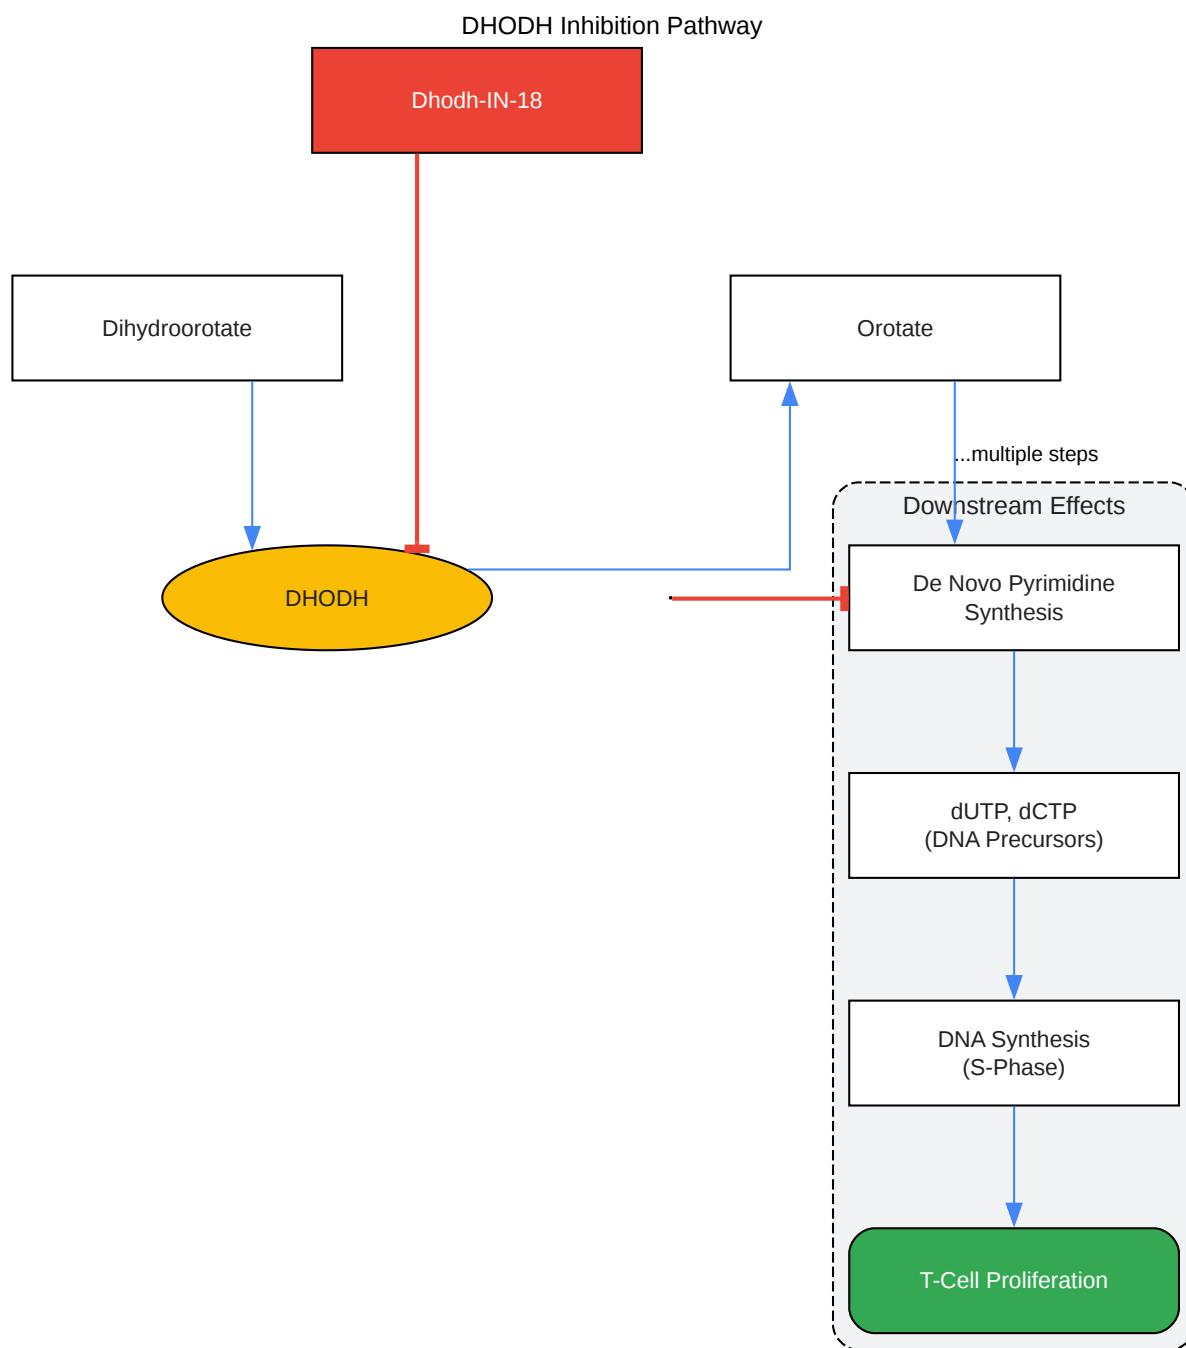 DHODH Inhibition Pathway
Dhodh-IN-18
Dihydroorotate
Orotate
...multiple steps
Downstream Effects
DHODH
De Novo Pyrimidine
Synthesis
dUTP, dCTP
(DNA Precursors)
DNA Synthesis
(S-Phase)
T-Cell Proliferation